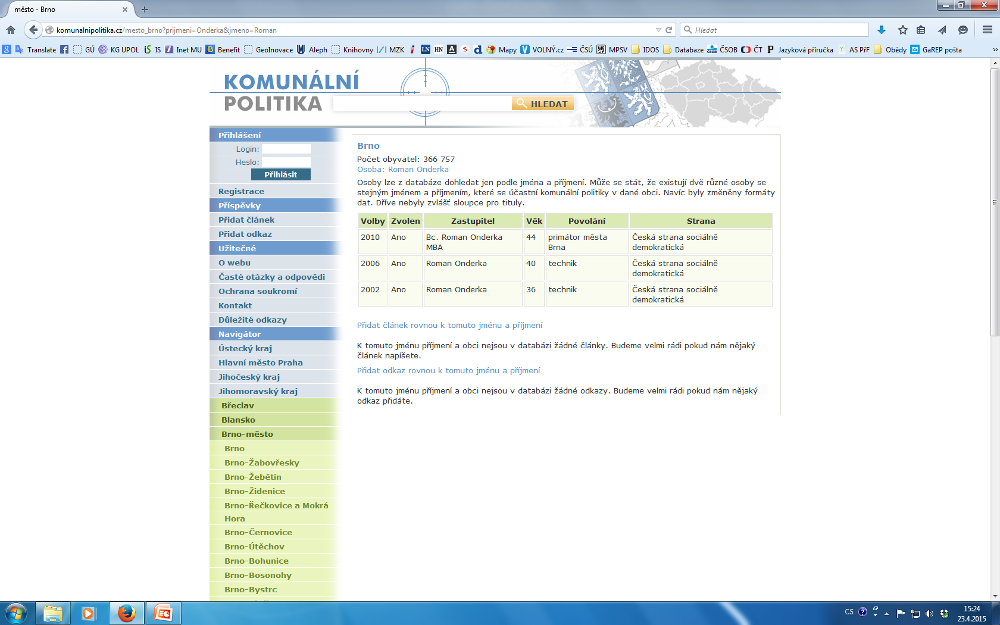 město - Brno
komunalnipolitika.cz/mesto_brno?prijmeni=Onderka&jmeno=Roman
Hledat
Translate GÚ KG UPOL IS Inet MU Benefit GeoInovace Aleph Knihovny MZK LN HN Mapy VOLNÝ.cz ČSÚ MPSV IDOS Databaze ČSOB ČT Jazyková příručka AS PřF Obědy GaREP pošta
KOMUNÁLNÍ
POLITIKA
HLEDAT
Přihlášení
Login:
Heslo:
Přihlásit
Registrace
Příspěvky
Přidat článek
Přidat odkaz
Užitečné
O webu
Časté otázky a odpovědi
Ochrana soukromí
Kontakt
Důležité odkazy
Navigátor
Ústecký kraj
Hlavní město Praha
Jihočeský kraj
Jihomoravský kraj
Břeclav
Blansko
Brno-město
Brno
Brno-Žabovřesky
Brno-Žebětín
Brno-Židenice
Brno-Řečkovice a Mokrá
Hora
Brno-Černovice
Brno-Útěchov
Brno-Bohunice
Brno-Bosonohy
Brno-Bystrc
Brno
Počet obyvatel: 366 757
Osoba: Roman Onderka
Osoby lze z databáze dohledat jen podle jména a příjmení. Může se stát, že existují dvě různé osoby se
stejným jménem a příjmením, které se účastní komunální politiky v dané obci. Navíc byly změněny formáty
dat. Dříve nebyly zvlášť sloupce pro tituly.
Volby Zvolen Zastupitel Věk Povolání Strana
2010 Ano Bc. Roman Onderka 44 primátor města Česká strana sociálně
MBA Brna demokratická
2006 Ano Roman Onderka 40 technik Česká strana sociálně
demokratická
2002 Ano Roman Onderka 36 technik Česká strana sociálně
demokratická
Přidat článek rovnou k tomuto jménu a příjmení
K tomuto jménu příjmení a obci nejsou v databázi žádné články. Budeme velmi rádi pokud nám nějaký
článek napíšete.
Přidat odkaz rovnou k tomuto jménu a příjmení
K tomuto jménu příjmení a obci nejsou v databázi žádné odkazy. Budeme velmi rádi pokud nám nějaký
odkaz přidáte.
CS
15:24
23.4.2015